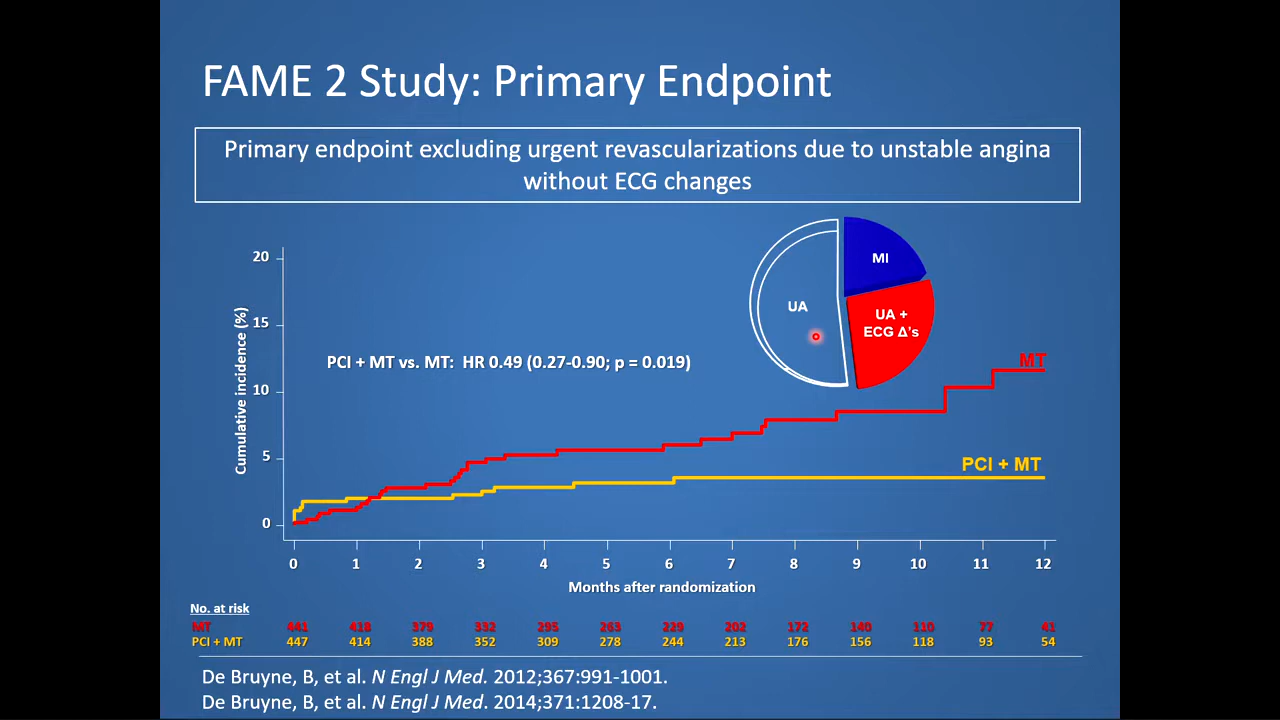 FAME 2 Study: Primary Endpoint
Primary endpoint excluding urgent revascularizations due to unstable angina
without ECG changes
MI
UA
UA +
ECG Δ's
20
15
10
5
0
Cumulative incidence (%)
PCI + MT vs. MT: HR 0.49 (0.27-0.90; p = 0.019)
MT
PCI + MT
0 1 2 3 4 5 6 7 8 9 10 11 12
Months after randomization
No. at risk
MT 441 418 379 332 295 263 229 202 172 140 110 77 41
PCI + MT 447 414 388 352 309 278 244 213 176 156 118 93 54
De Bruyne, B, et al. N Engl J Med. 2012;367:991-1001.
De Bruyne, B, et al. N Engl J Med. 2014;371:1208-17.